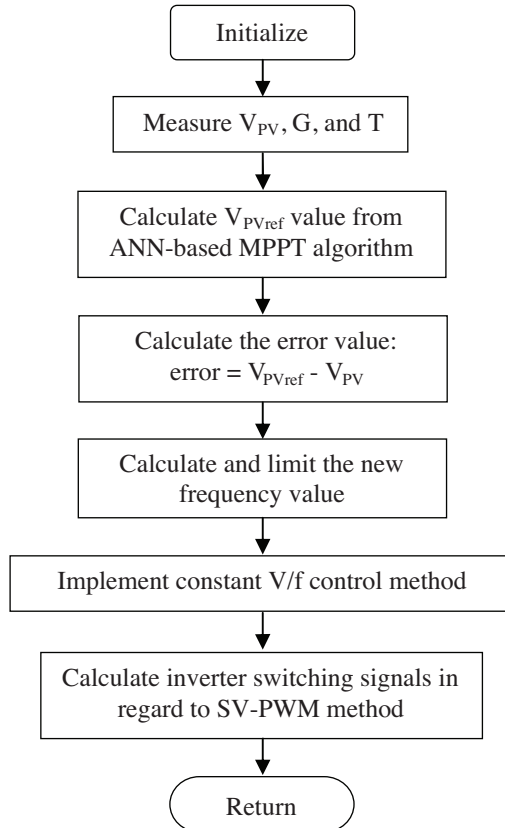 Initialize
Measure V_PV, G, and T
Calculate V_PVref value from
ANN-based MPPT algorithm
Calculate the error value:
error = V_PVref - V_PV
Calculate and limit the new
frequency value
Implement constant V/f control method
Calculate inverter switching signals in
regard to SV-PWM method
Return